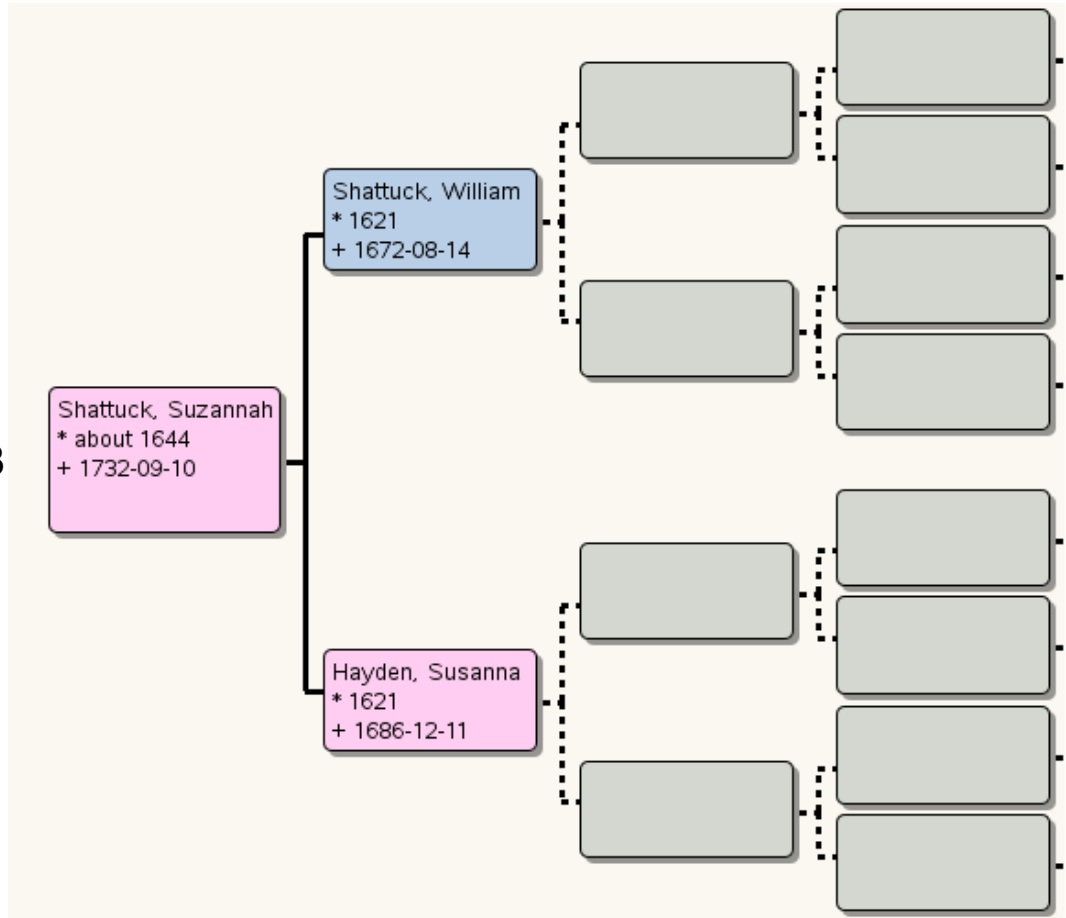 Shattuck, William
* 1621
+ 1672-08-14
Shattuck, Suzannah
* about 1644
+ 1732-09-10
Hayden, Susanna
* 1621
+ 1686-12-11